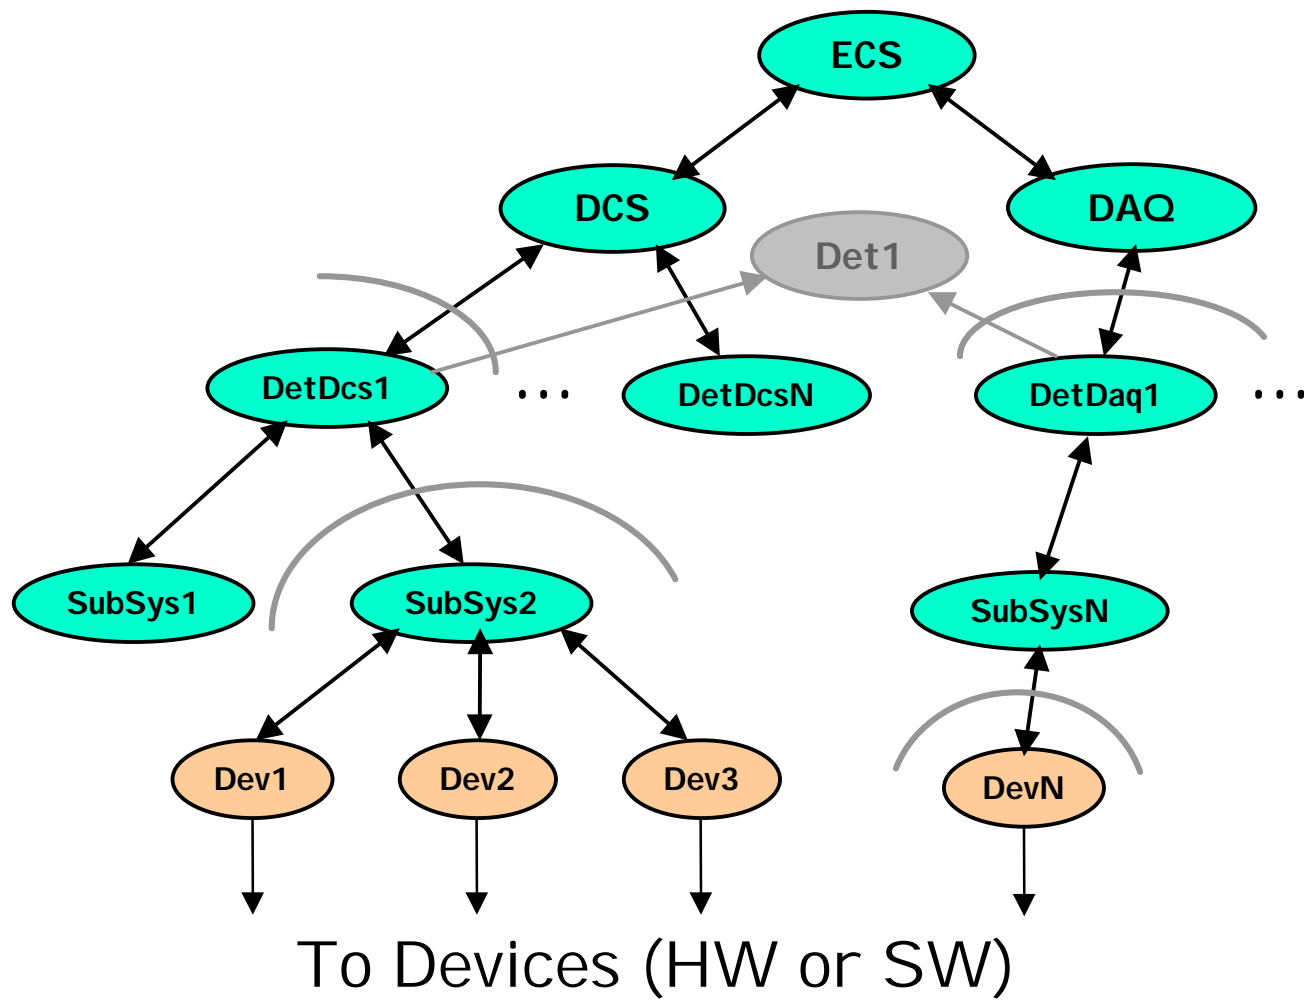 ECS
DCS
DAQ
Det1
DetDcs1
...
DetDcsN
DetDaq1
...
SubSys1
SubSys2
SubSysN
Dev1
Dev2
Dev3
DevN
To Devices (HW or SW)